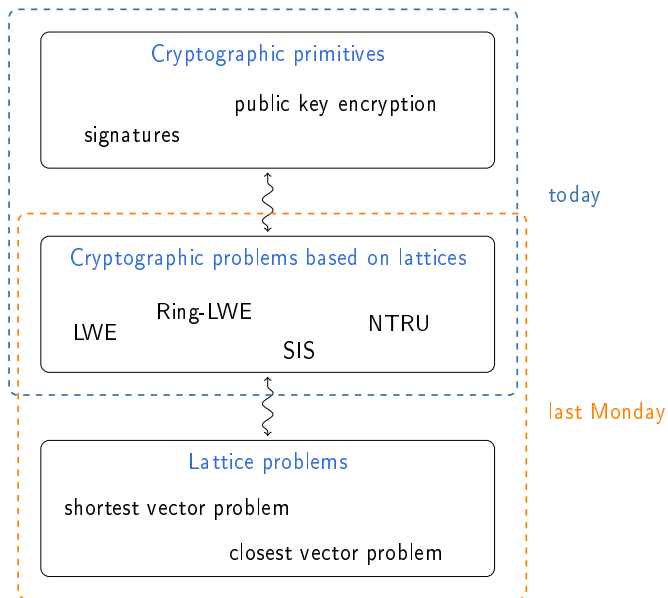 Cryptographic primitives
public key encryption
signatures
today
Cryptographic problems based on lattices
Ring-LWE
NTRU
LWE
SIS
last Monday
Lattice problems
shortest vector problem
closest vector problem